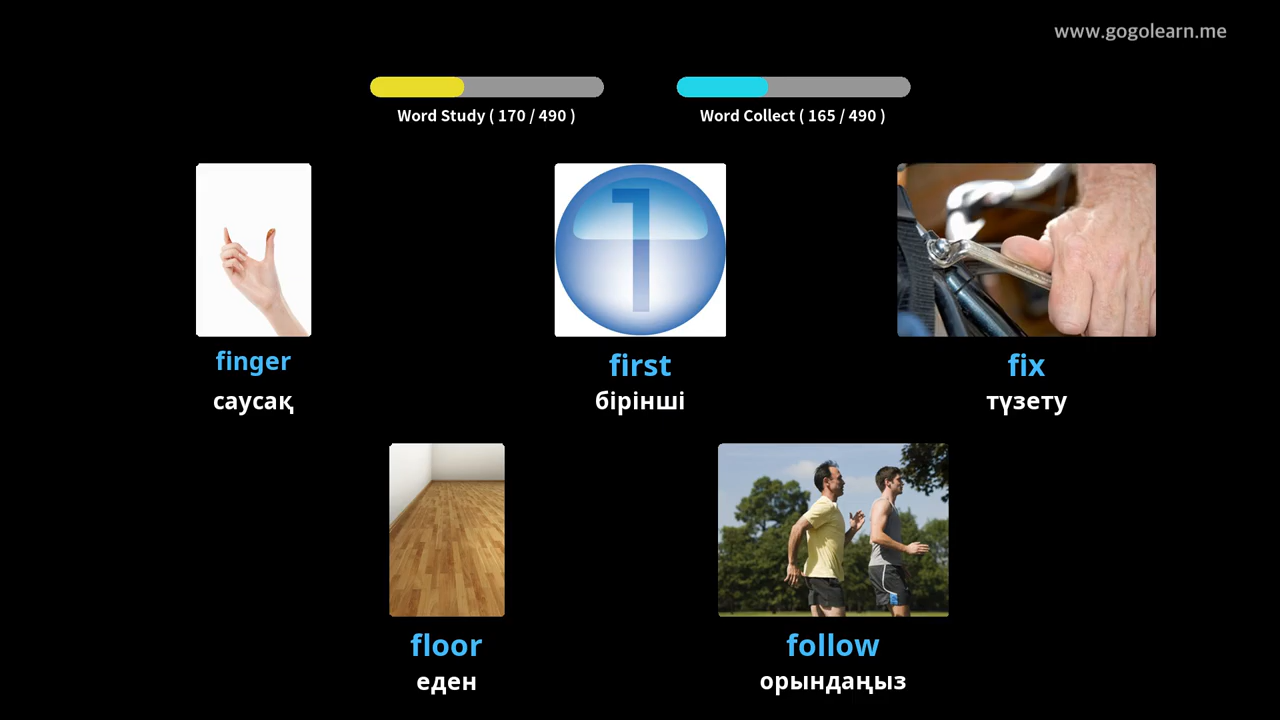 www.gogolearn.me
Word Study ( 170 / 490 )
Word Collect ( 165 / 490 )
1
finger
саусақ
first
бірінші
fix
түзету
floor
еден
follow
орындаңыз